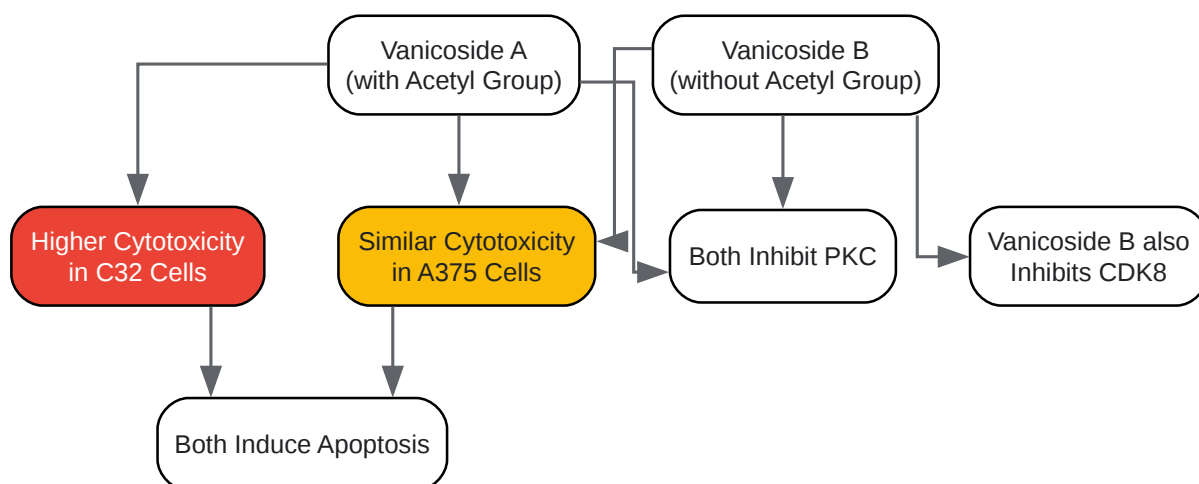 Vanicoside A
(with Acetyl Group)
Vanicoside B
(without Acetyl Group)
Higher Cytotoxicity
in C32 Cells
Similar Cytotoxicity
in A375 Cells
Both Inhibit PKC
Vanicoside B also
Inhibits CDK8
Both Induce Apoptosis